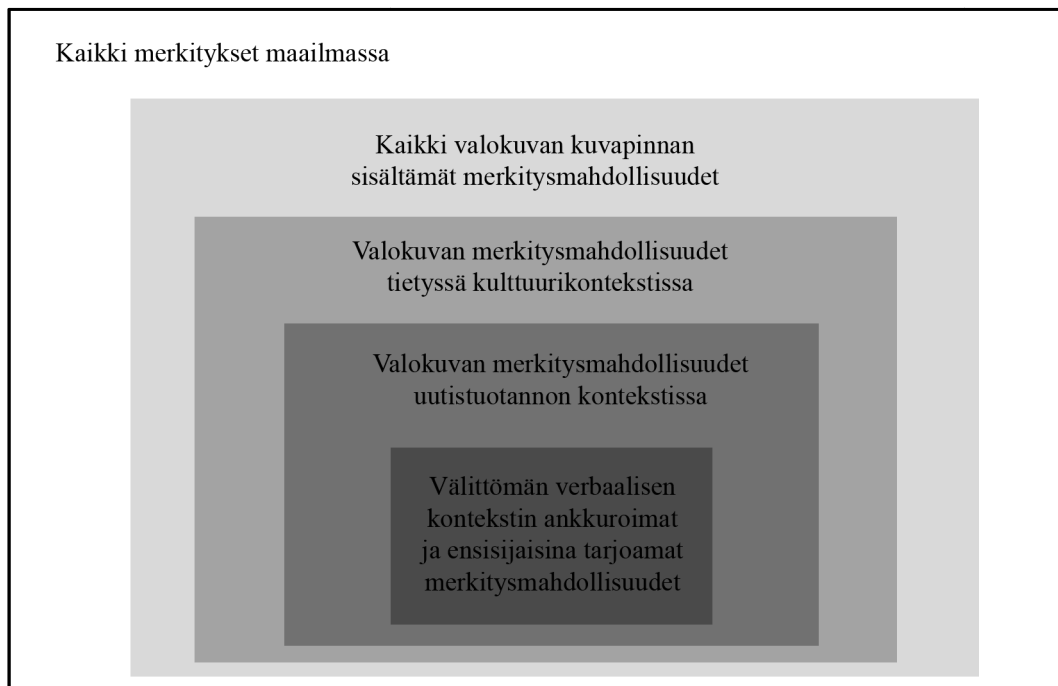 Kaikki merkitykset maailmassa
Kaikki valokuvan kuvapinnan
sisältämät merkitysmahdollisuudet
Valokuvan merkitysmahdollisuudet
tietyssä kulttuurikontekstissa
Valokuvan merkitysmahdollisuudet
uutistuotannon kontekstissa
Välittömän verbaalisen
kontekstin ankkuroimat
ja ensisijaisina tarjoamat
merkitysmahdollisuudet